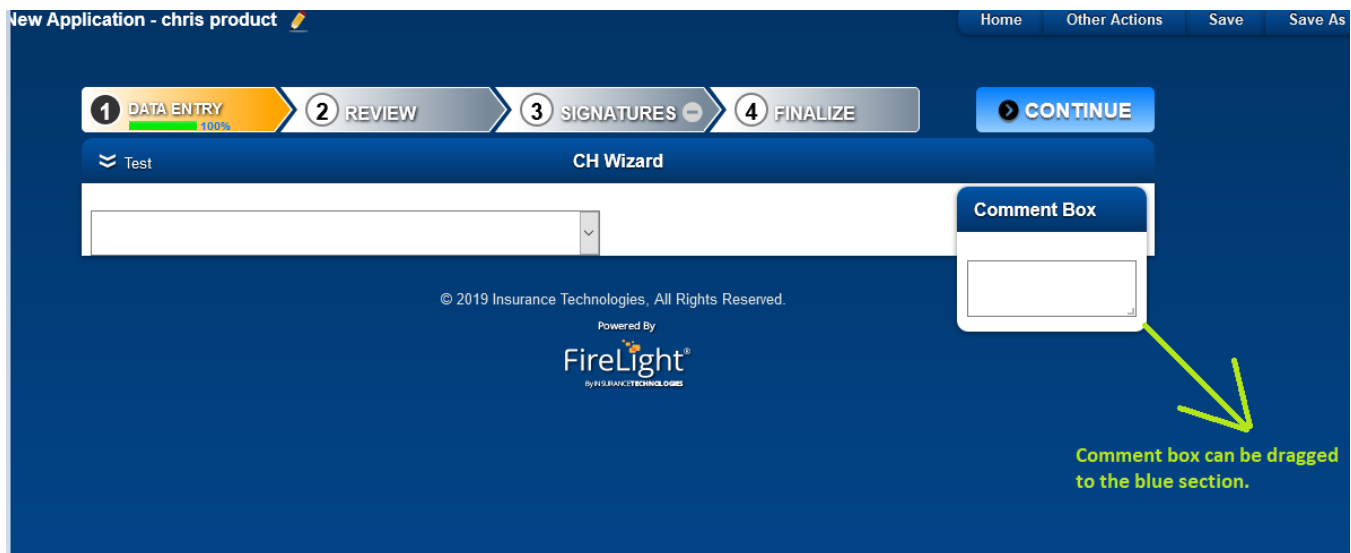 New Application - chris product
Home Other Actions Save Save As
1 DATA ENTRY 100% 2 REVIEW 3 SIGNATURES 4 FINALIZE CONTINUE
Test CH Wizard
Comment Box
© 2019 Insurance Technologies, All Rights Reserved.
Powered By
FireLight®
By INSURANCETECHNOLOGIES
Comment box can be dragged
to the blue section.